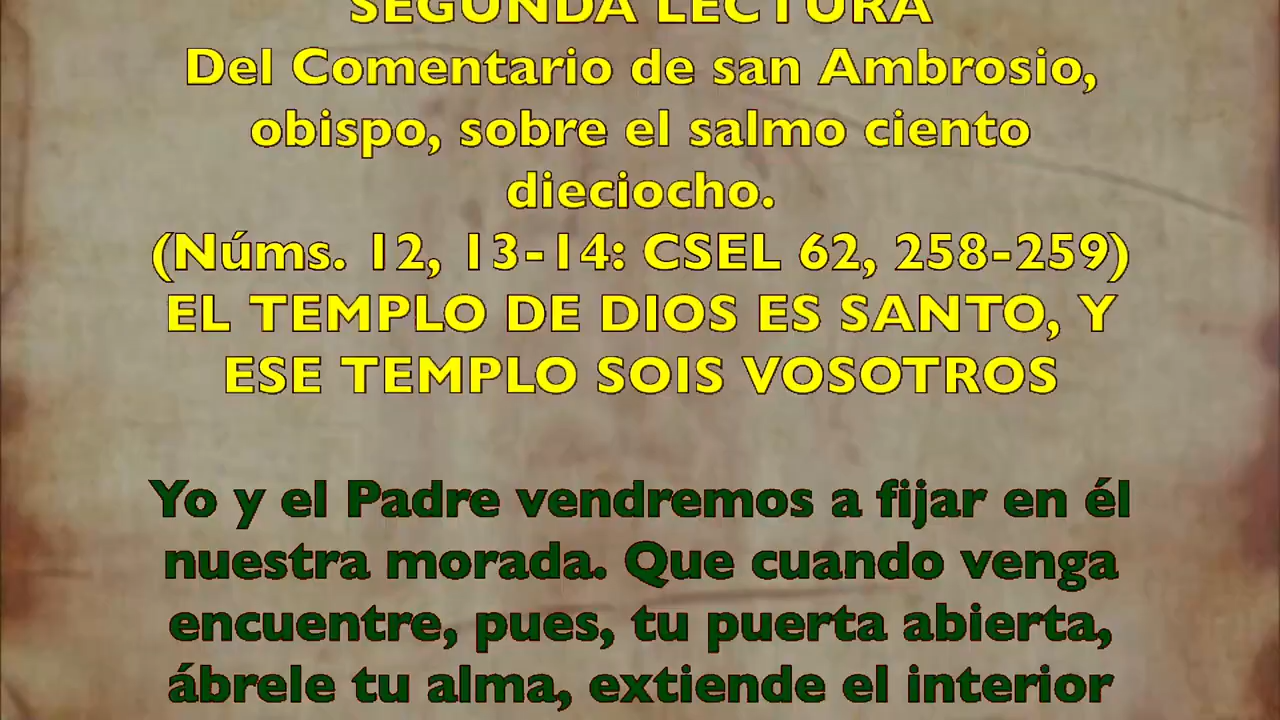 SEGUNDA LECTURA
Del Comentario de san Ambrosio,
obispo, sobre el salmo ciento
dieciocho.
(Núms. 12, 13-14: CSEL 62, 258-259)
EL TEMPLO DE DIOS ES SANTO, Y
ESE TEMPLO SOIS VOSOTROS
Yo y el Padre vendremos a fijar en él
nuestra morada. Que cuando venga
encuentre, pues, tu puerta abierta,
ábrele tu alma, extiende el interior